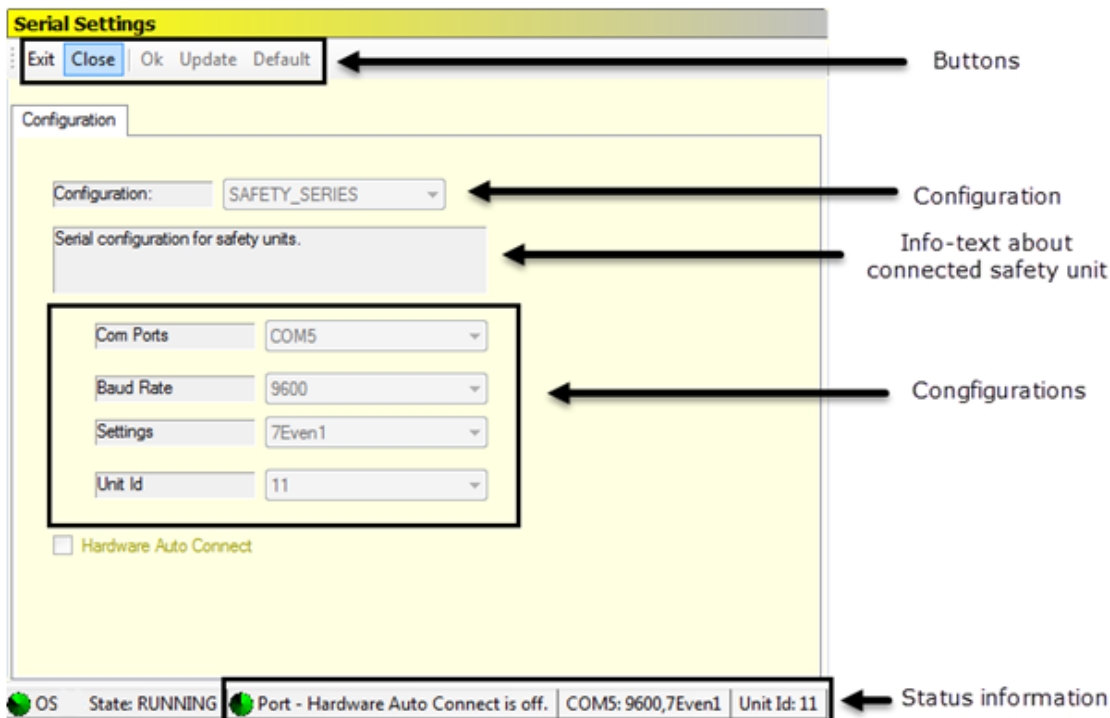 Serial Settings
Exit Close Ok Update Default
Buttons
Configuration
Configuration: SAFETY_SERIES
Configuration
Serial configuration for safety units.
Info-text about
connected safety unit
Com Ports COM5
Baud Rate 9600
Congfigurations
Settings 7Even1
Unit Id 11
Hardware Auto Connect
OS State: RUNNING Port - Hardware Auto Connect is off. COM5: 9600,7Even1 Unit Id: 11
Status information